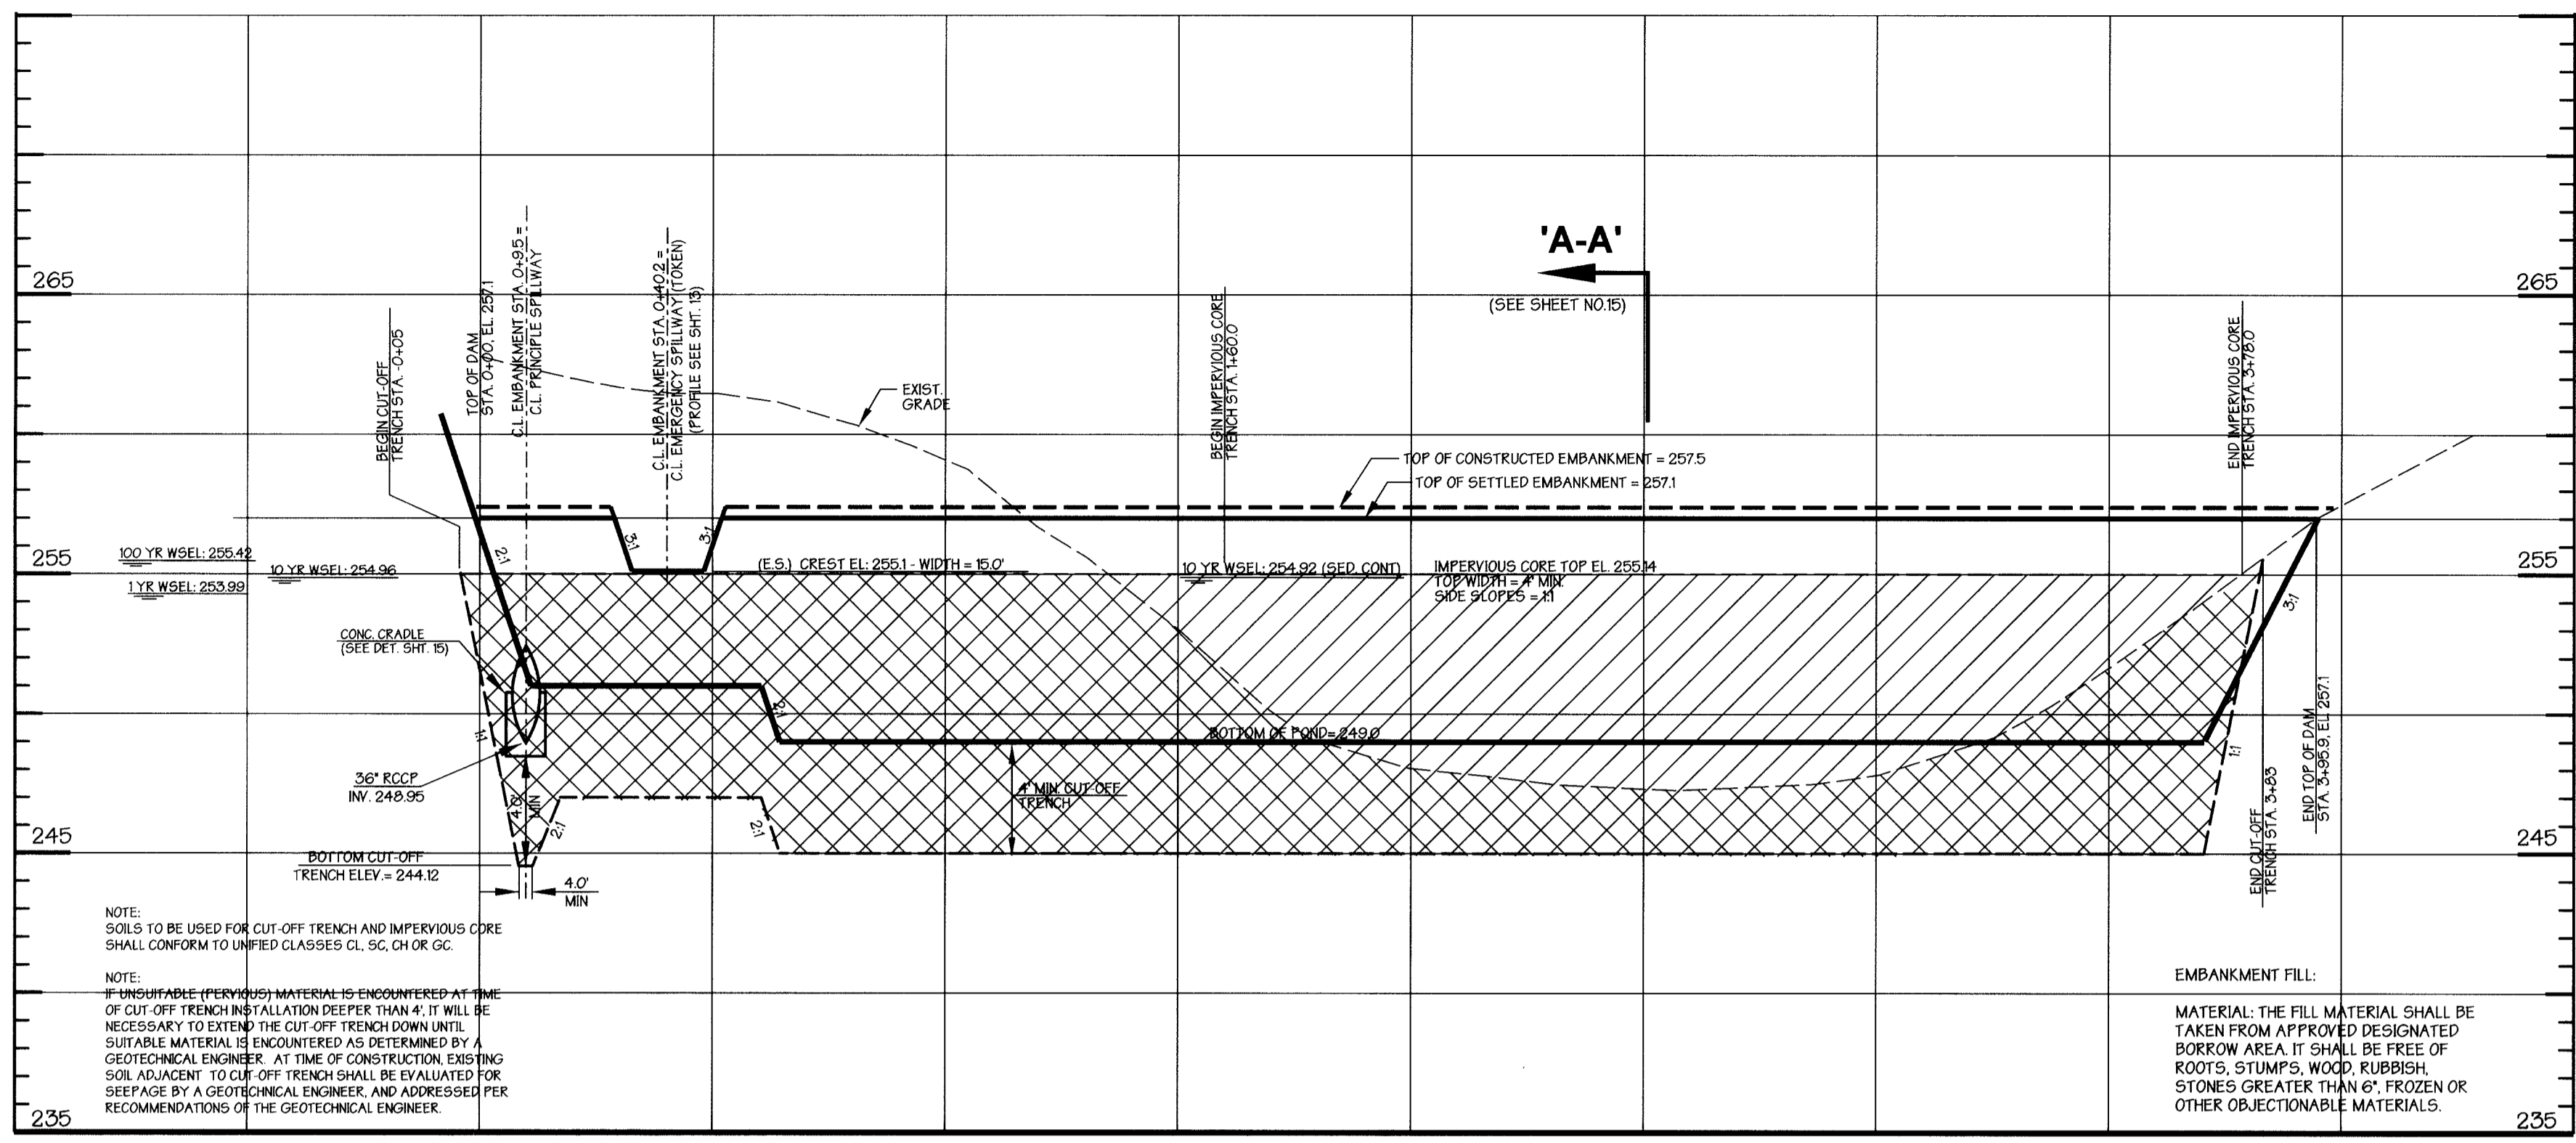 265
265
255
255
245
245
235
235
BEGIN CUT-OFF
TRENCH STA. -0+05
TOP OF DAM
STA. 0+00, EL. 257.1
C.L. EMBANKMENT STA. 0+9.5 =
C.L. PRINCIPLE SPILLWAY
C.L. EMBANKMENT STA. 0+40.2 =
C.L. EMERGENCY SPILLWAY (TOKEN)
(PROFILE SEE SHT. 13)
EXIST.
GRADE
BEGIN IMPERVIOUS CORE
TRENCH STA. 1+60.0
'A-A'
(SEE SHEET NO.15)
TOP OF CONSTRUCTED EMBANKMENT = 257.5
TOP OF SETTLED EMBANKMENT = 257.1
END IMPERVIOUS CORE
TRENCH STA. 3+78.0
100 YR WSEL: 255.42
10 YR WSEL: 254.96
1 YR WSEL: 253.99
2:1
3:1
3:1
(E.S.) CREST EL: 255.1 - WIDTH = 15.0'
10 YR WSEL: 254.92 (SED. CONT)
IMPERVIOUS CORE TOP EL. 255.14
TOP WIDTH = 4' MIN.
SIDE SLOPES = 1:1
3:1
CONC. CRADLE
(SEE DET. SHT. 15)
1:1
BOTTOM OF POND= 249.0
1:1
36" RCCP
INV. 248.95
4.0'
MIN
2:1
2:1
4' MIN. CUT-OFF
TRENCH
BOTTOM CUT-OFF
TRENCH ELEV.= 244.12
4.0'
MIN
END CUT-OFF
TRENCH STA. 3+83
END TOP OF DAM
STA. 3+95.9, EL 257.1
NOTE:
SOILS TO BE USED FOR CUT-OFF TRENCH AND IMPERVIOUS CORE
SHALL CONFORM TO UNIFIED CLASSES CL, SC, CH OR GC.
NOTE:
IF UNSUITABLE (PERVIOUS) MATERIAL IS ENCOUNTERED AT TIME
OF CUT-OFF TRENCH INSTALLATION DEEPER THAN 4', IT WILL BE
NECESSARY TO EXTEND THE CUT-OFF TRENCH DOWN UNTIL
SUITABLE MATERIAL IS ENCOUNTERED AS DETERMINED BY A
GEOTECHNICAL ENGINEER. AT TIME OF CONSTRUCTION, EXISTING
SOIL ADJACENT TO CUT-OFF TRENCH SHALL BE EVALUATED FOR
SEEPAGE BY A GEOTECHNICAL ENGINEER, AND ADDRESSED PER
RECOMMENDATIONS OF THE GEOTECHNICAL ENGINEER.
EMBANKMENT FILL:
MATERIAL: THE FILL MATERIAL SHALL BE
TAKEN FROM APPROVED DESIGNATED
BORROW AREA. IT SHALL BE FREE OF
ROOTS, STUMPS, WOOD, RUBBISH,
STONES GREATER THAN 6", FROZEN OR
OTHER OBJECTIONABLE MATERIALS.